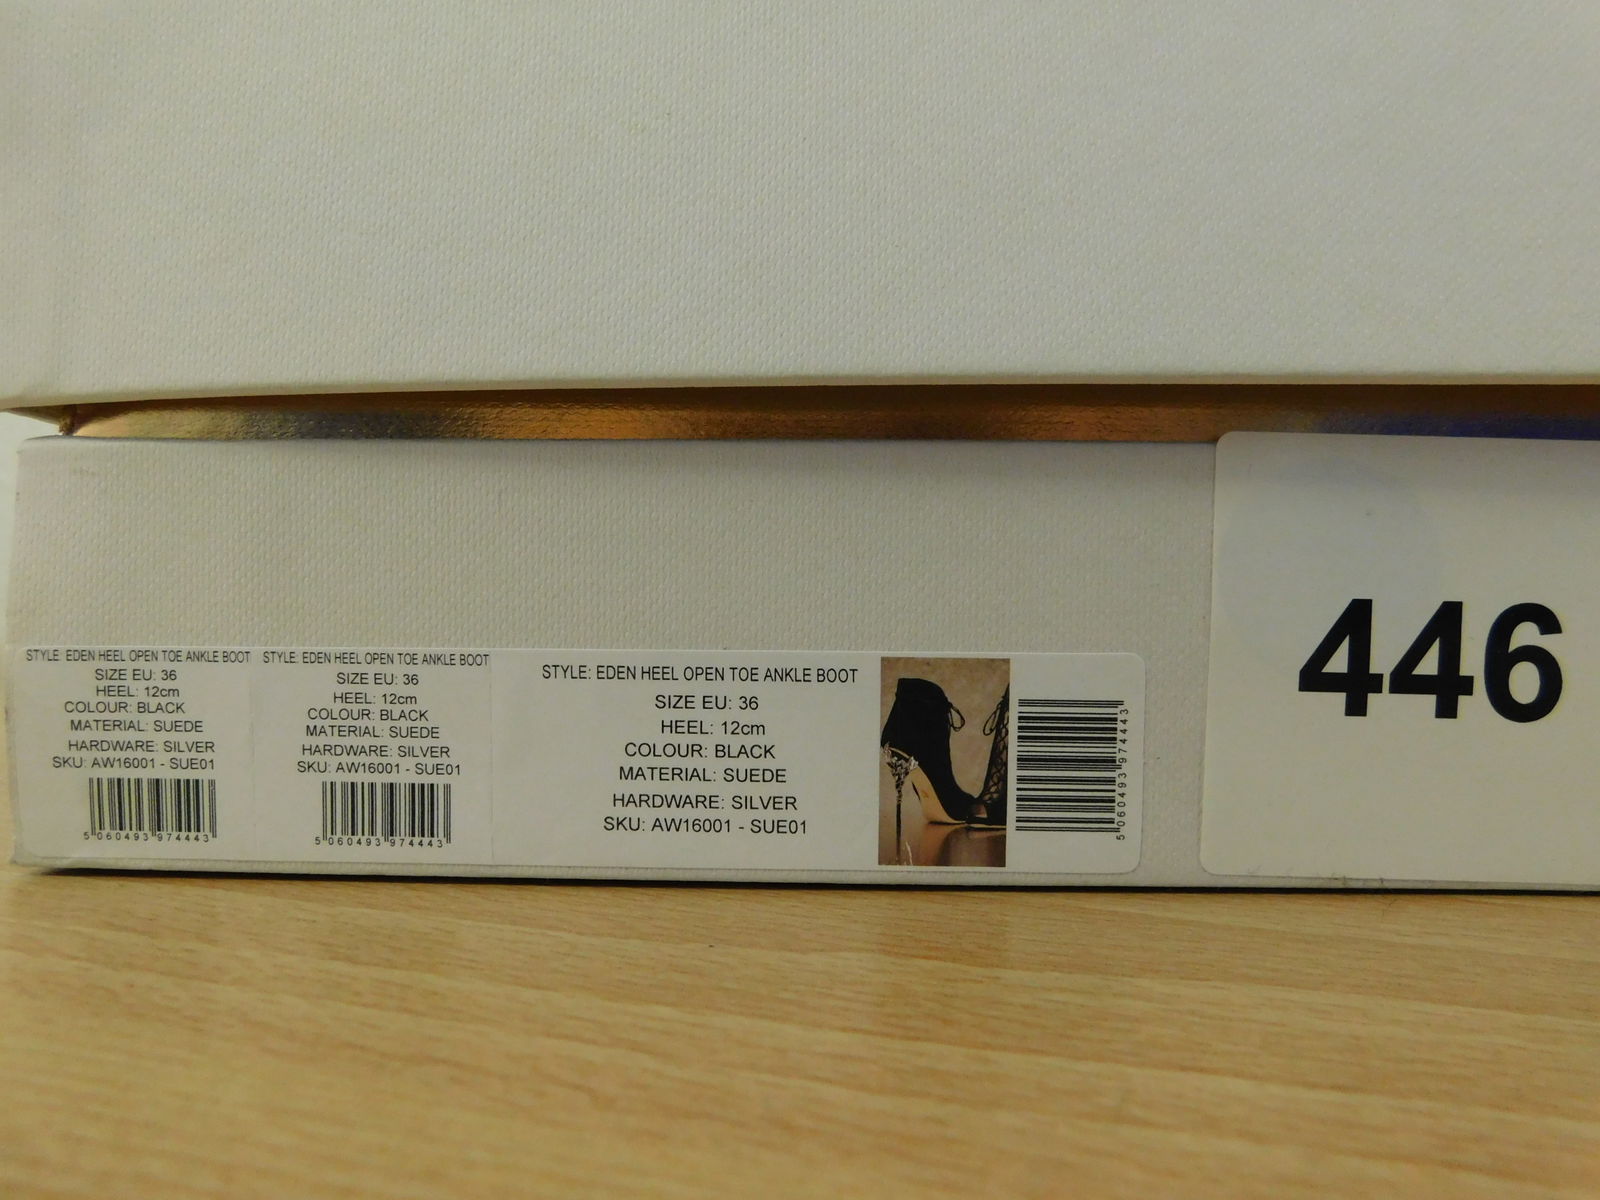 STYLE: EDEN HEEL OPEN TOE ANKLE BOOT
SIZE EU: 36
HEEL: 12cm
COLOUR: BLACK
MATERIAL: SUEDE
HARDWARE: SILVER
SKU: AW16001 - SUE01
5 060493 974443
STYLE: EDEN HEEL OPEN TOE ANKLE BOOT
SIZE EU: 36
HEEL: 12cm
COLOUR: BLACK
MATERIAL: SUEDE
HARDWARE: SILVER
SKU: AW16001 - SUE01
5 060493 974443
STYLE: EDEN HEEL OPEN TOE ANKLE BOOT
SIZE EU: 36
HEEL: 12cm
COLOUR: BLACK
MATERIAL: SUEDE
HARDWARE: SILVER
SKU: AW16001 - SUE01
5 060493 974443
446